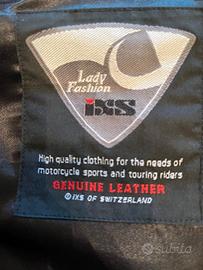 Lady
Fashion
iXS
High quality clothing for the needs of
motorcycle sports and touring riders
GENUINE LEATHER
© IXS OF SWITZERLAND
subito